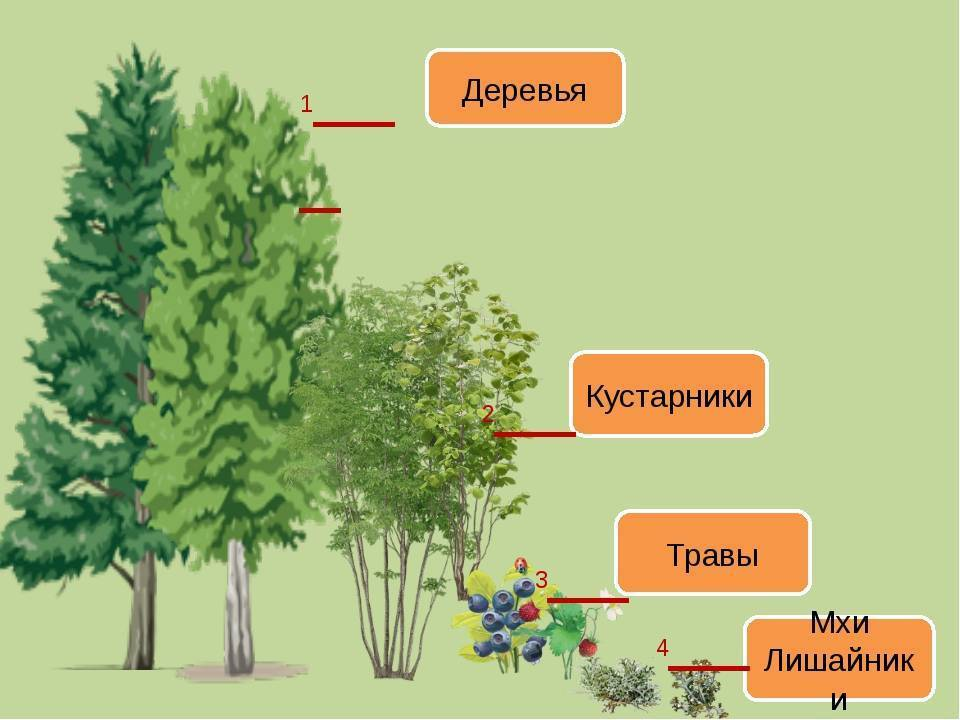 1
Деревья
Кустарники
2
Травы
3
Мхи
4
Лишайник
и